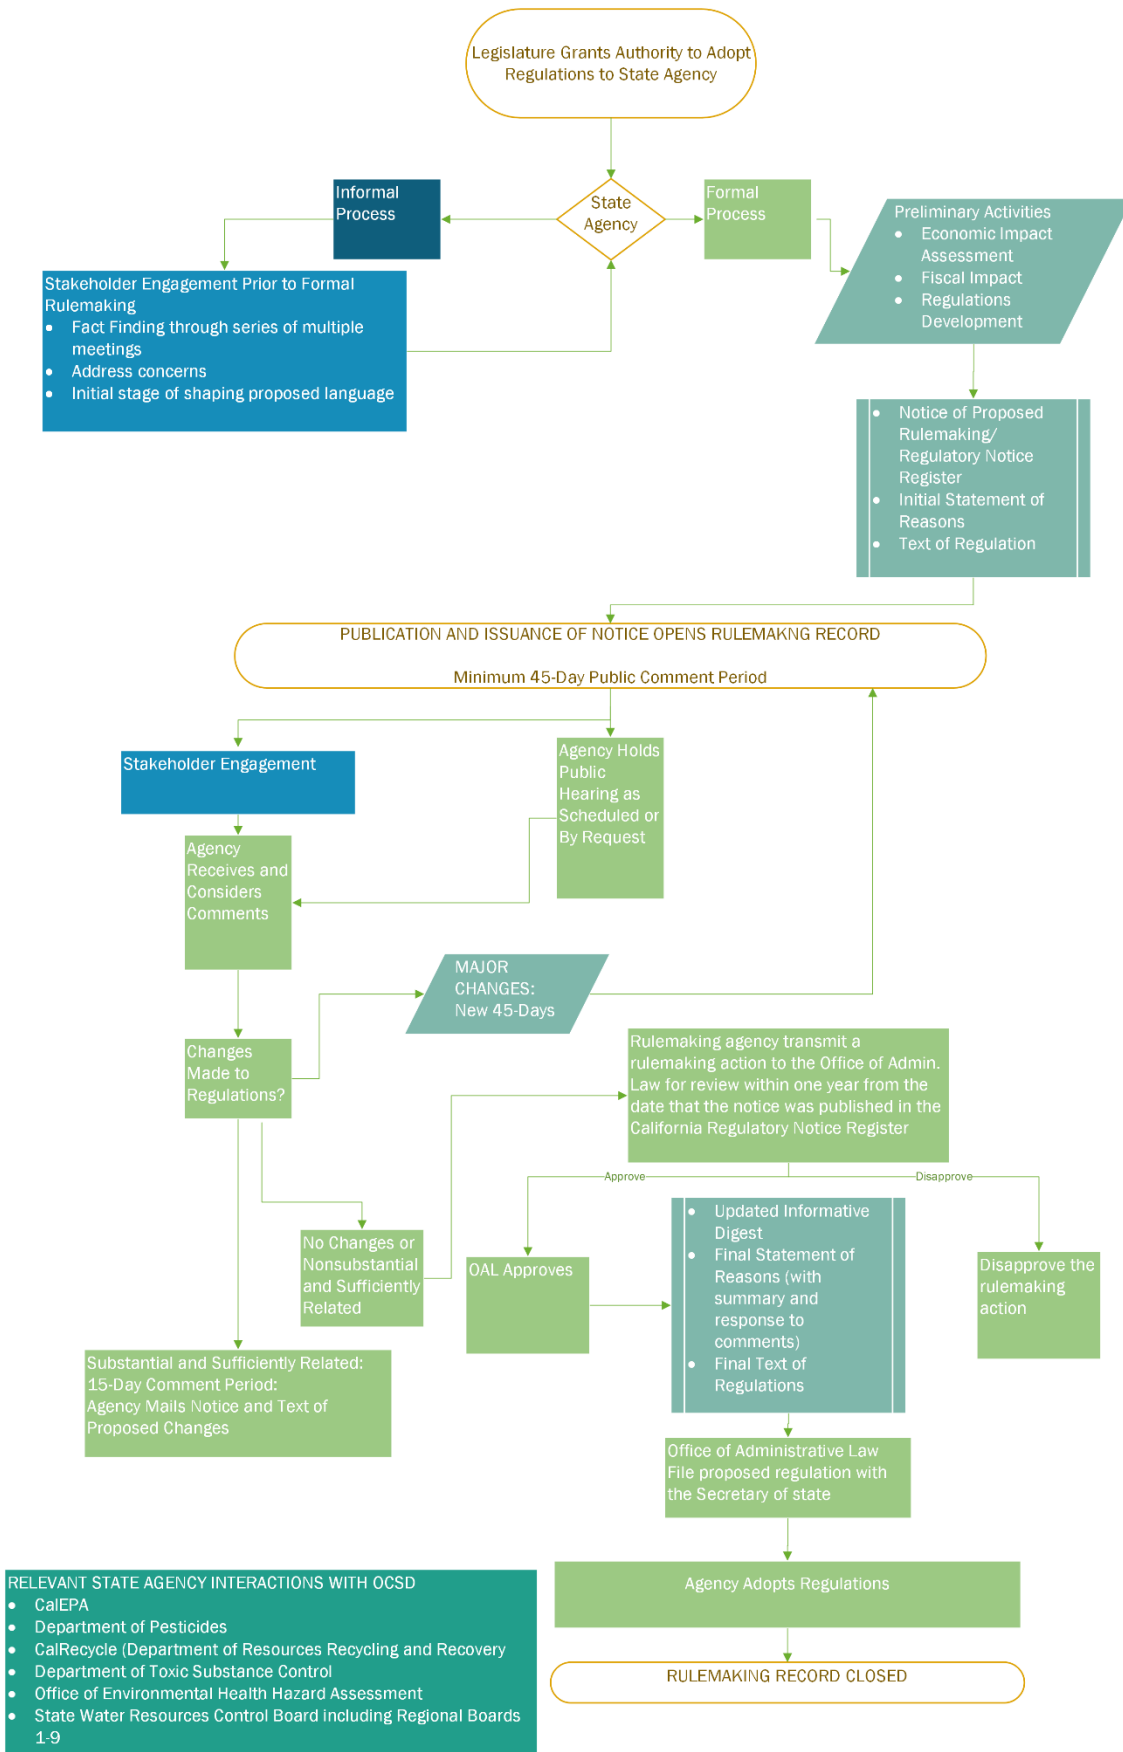 Legislature Grants Authority to Adopt
Regulations to State Agency
Informal
Process
State
Agency
Formal
Process
Preliminary Activities
• Economic Impact
Assessment
• Fiscal Impact
• Regulations
Development
Stakeholder Engagement Prior to Formal
Rulemaking
• Fact Finding through series of multiple
meetings
• Address concerns
• Initial stage of shaping proposed language
• Notice of Proposed
Rulemaking/
Regulatory Notice
Register
• Initial Statement of
Reasons
• Text of Regulation
PUBLICATION AND ISSUANCE OF NOTICE OPENS RULEMAKNG RECORD
Minimum 45-Day Public Comment Period
Stakeholder Engagement
Agency Holds
Public
Hearing as
Scheduled or
By Request
Agency
Receives and
Considers
Comments
MAJOR
CHANGES:
New 45-Days
Changes
Made to
Regulations?
Rulemaking agency transmit a
rulemaking action to the Office of Admin.
Law for review within one year from the
date that the notice was published in the
California Regulatory Notice Register
Approve
Disapprove
No Changes or
Nonsubstantial
and Sufficiently
Related
OAL Approves
• Updated Informative
Digest
• Final Statement of
Reasons (with
summary and
response to
comments)
• Final Text of
Regulations
Disapprove the
rulemaking
action
Substantial and Sufficiently Related:
15-Day Comment Period:
Agency Mails Notice and Text of
Proposed Changes
Office of Administrative Law
File proposed regulation with
the Secretary of state
Agency Adopts Regulations
RULEMAKING RECORD CLOSED
RELEVANT STATE AGENCY INTERACTIONS WITH OCSD
• CalEPA
• Department of Pesticides
• CalRecycle (Department of Resources Recycling and Recovery
• Department of Toxic Substance Control
• Office of Environmental Health Hazard Assessment
• State Water Resources Control Board including Regional Boards
1-9